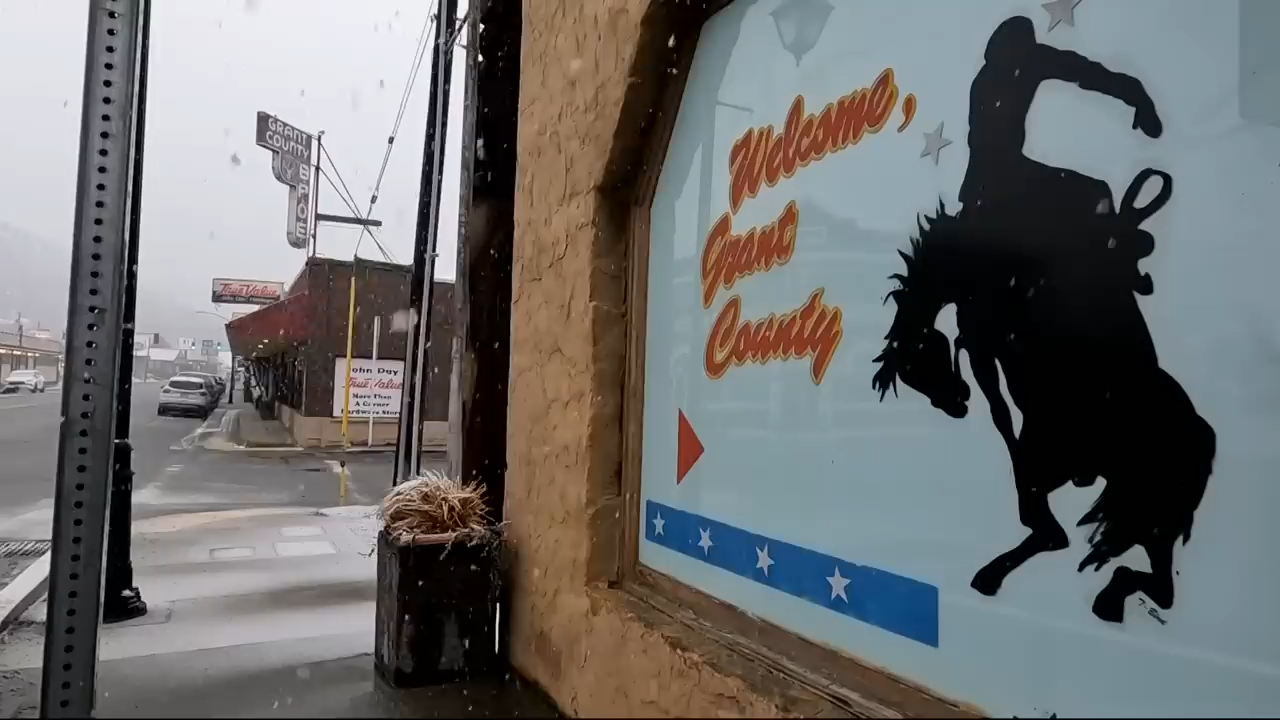 GRANT
COUNTY
BPOE
True Value
John Day
True Value
More Than
A Corner
Hardware Store
Welcome,
Grant
County